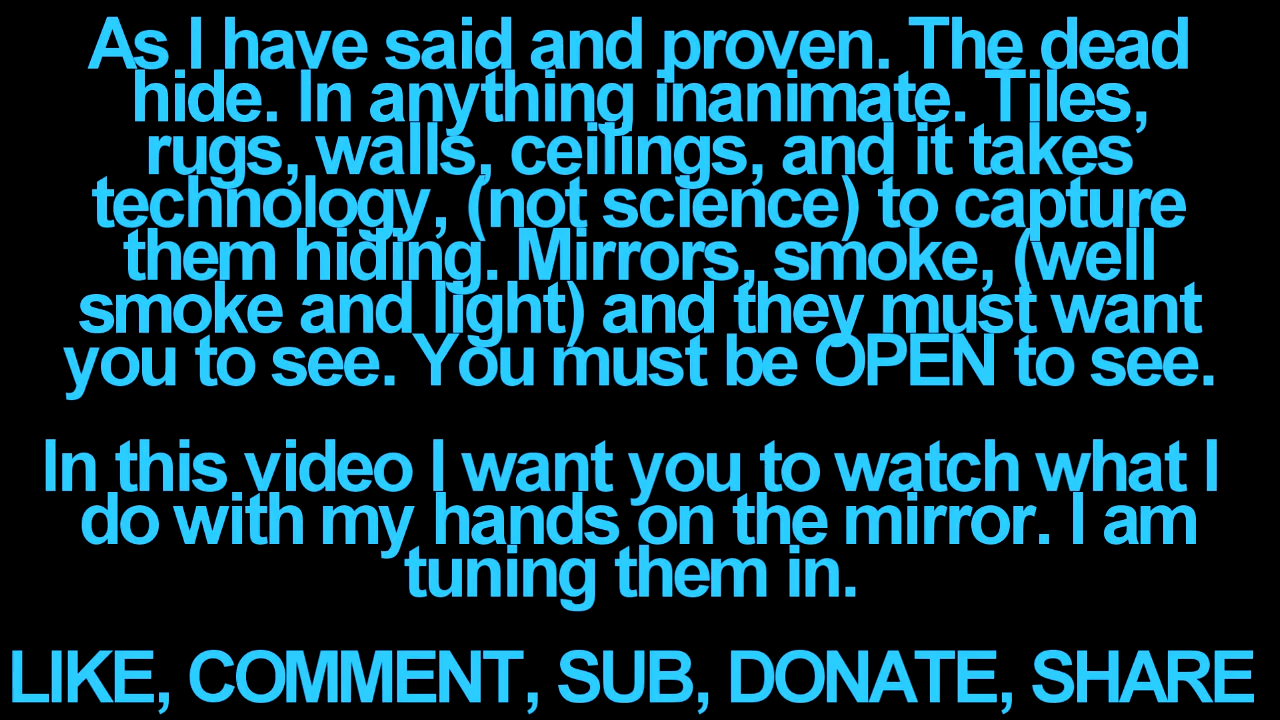 As I have said and proven. The dead
hide. In anything inanimate. Tiles,
rugs, walls, ceilings, and it takes
technology, (not science) to capture
them hiding. Mirrors, smoke, (well
smoke and light) and they must want
you to see. You must be OPEN to see.
In this video I want you to watch what I
do with my hands on the mirror. I am
tuning them in.
LIKE, COMMENT, SUB, DONATE, SHARE